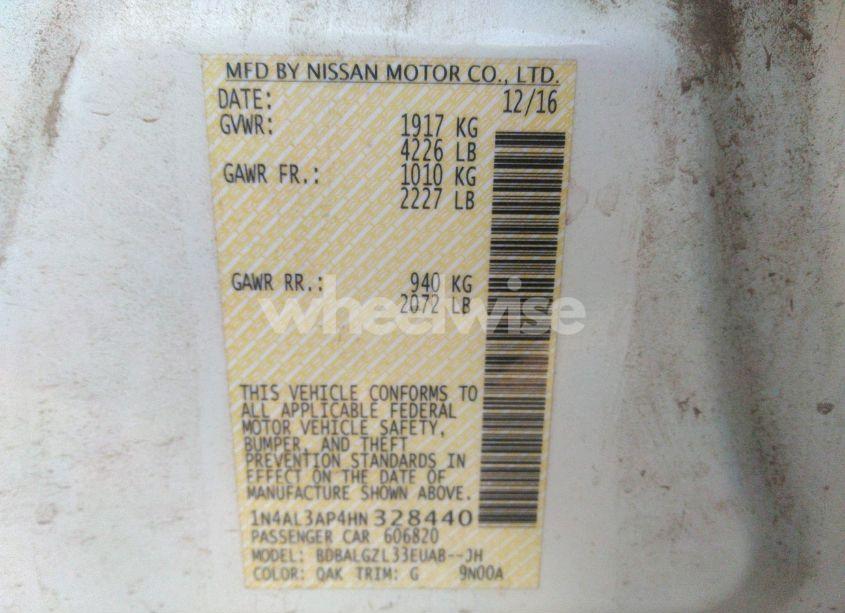 MFD BY NISSAN MOTOR CO., LTD.
DATE: 12/16
GVWR: 1917 KG
4226 LB
GAWR FR.: 1010 KG
2227 LB
GAWR RR.: 940 KG
2072 LB
wheelwise
THIS VEHICLE CONFORMS TO
ALL APPLICABLE FEDERAL
MOTOR VEHICLE SAFETY,
BUMPER, AND THEFT
PREVENTION STANDARDS IN
EFFECT ON THE DATE OF
MANUFACTURE SHOWN ABOVE.
1N4AL3AP4HN328440
PASSENGER CAR 606820
MODEL: BDBALGZL33EUAB--JH
COLOR: QAK TRIM: G 9N00A